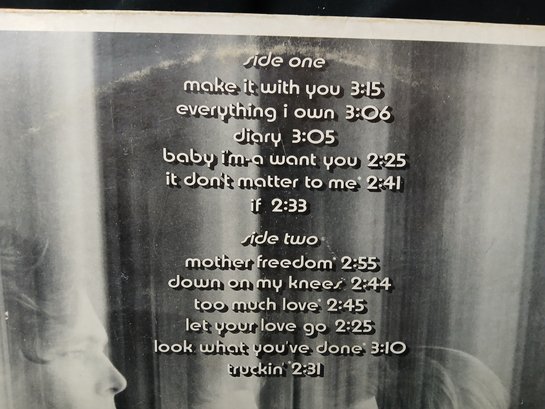 side one
make it with you 3:15
everything i own 3:06
diary 3:05
baby i'm-a want you 2:25
it don't matter to me* 2:41
if 2:33
side two
mother freedom* 2:55
down on my knees* 2:44
too much love* 2:45
let your love go 2:25
look what you've done* 3:10
truckin'* 2:31